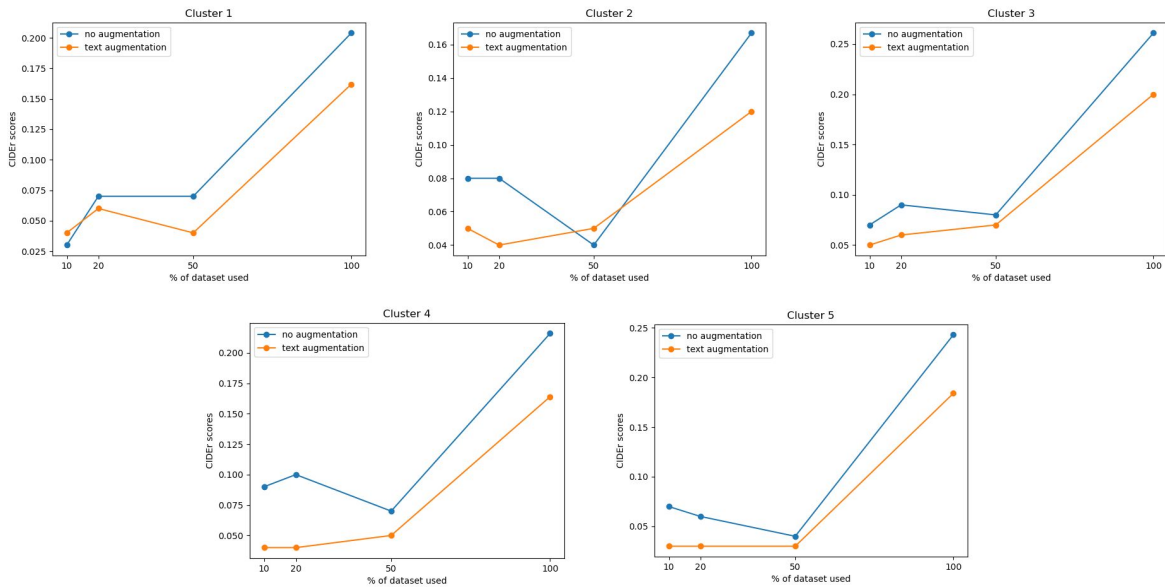 Cluster 1
no augmentation
text augmentation
0.200
0.175
0.150
0.125
0.100
0.075
0.050
0.025
CIDEr scores
10 20 50 100
% of dataset used
Cluster 2
no augmentation
text augmentation
0.16
0.14
0.12
0.10
0.08
0.06
0.04
CIDEr scores
10 20 50 100
% of dataset used
Cluster 3
no augmentation
text augmentation
0.25
0.20
0.15
0.10
0.05
CIDEr scores
10 20 50 100
% of dataset used
Cluster 4
no augmentation
text augmentation
0.200
0.175
0.150
0.125
0.100
0.075
0.050
CIDEr scores
10 20 50 100
% of dataset used
Cluster 5
no augmentation
text augmentation
0.25
0.20
0.15
0.10
0.05
CIDEr scores
10 20 50 100
% of dataset used